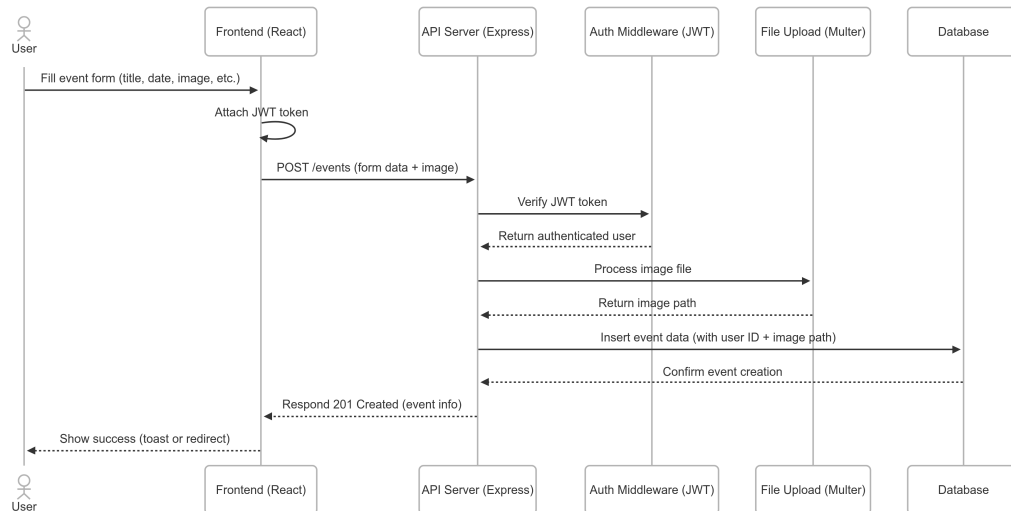 User
Frontend (React)
API Server (Express)
Auth Middleware (JWT)
File Upload (Multer)
Database
Fill event form (title, date, image, etc.)
Attach JWT token
POST /events (form data + image)
Verify JWT token
Return authenticated user
Process image file
Return image path
Insert event data (with user ID + image path)
Confirm event creation
Respond 201 Created (event info)
Show success (toast or redirect)
User
Frontend (React)
API Server (Express)
Auth Middleware (JWT)
File Upload (Multer)
Database